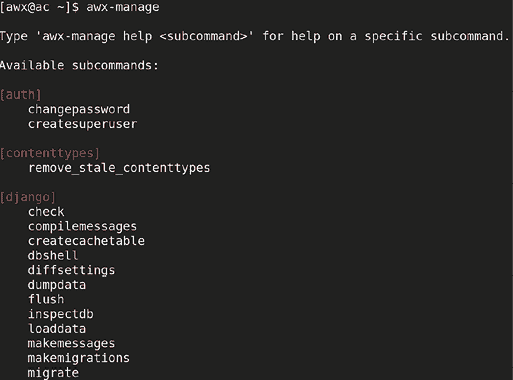 [awx@ac ~]$ awx-manage
Type 'awx-manage help <subcommand>' for help on a specific subcommand.
Available subcommands:
[auth]
changepassword
createsuperuser
[contenttypes]
remove_stale_contenttypes
[django]
check
compilemessages
createcachetable
dbshell
diffsettings
dumpdata
flush
inspectdb
loaddata
makemessages
makemigrations
migrate